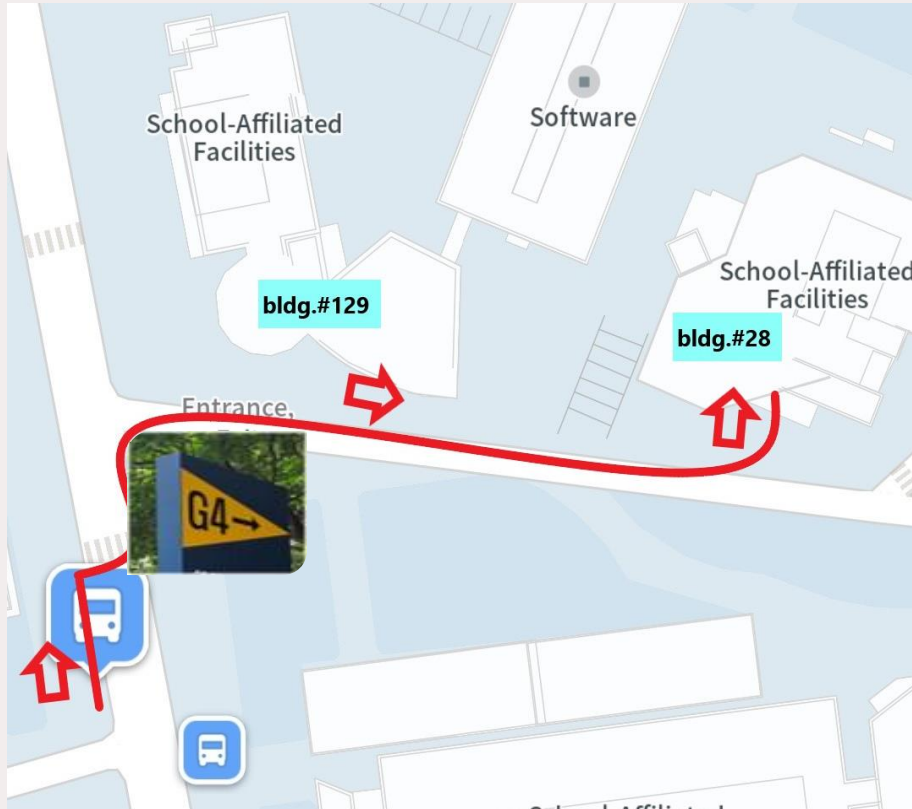 School-Affiliated
Facilities
Software
School-Affiliated
Facilities
bldg.#129
bldg.#28
Entrance,
G4→